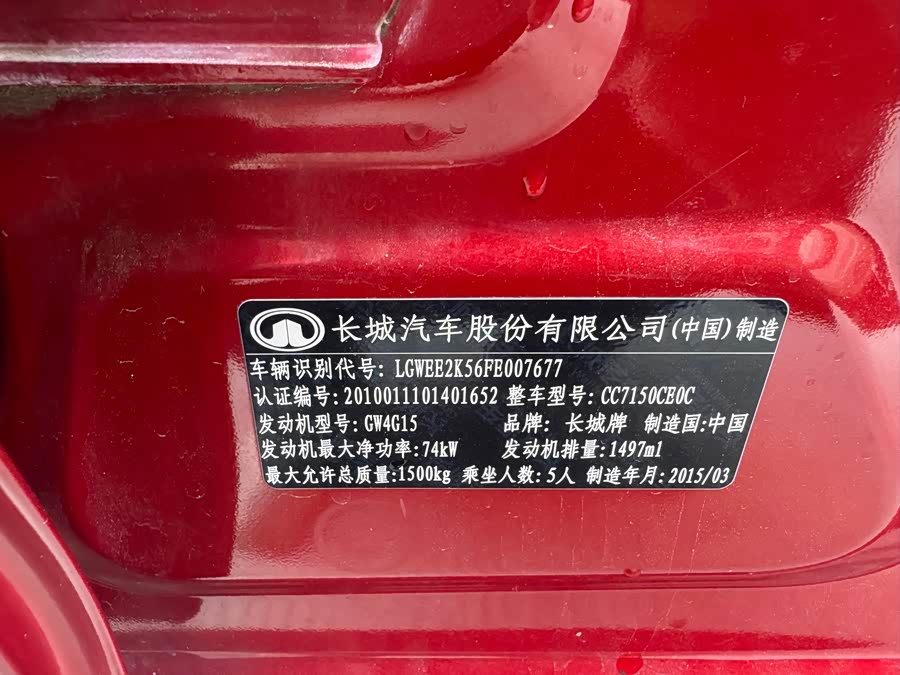 长城汽车股份有限公司(中国)制造
车辆识别代号: LGWEE2K56FE007677
认证编号:2010011101401652 整车型号: CC7150CE0C
发动机型号: GW4G15 品牌: 长城牌 制造国:中国
发动机最大净功率:74kW 发动机排量:1497ml
最大允许总质量:1500kg 乘坐人数: 5人 制造年月: 2015/03